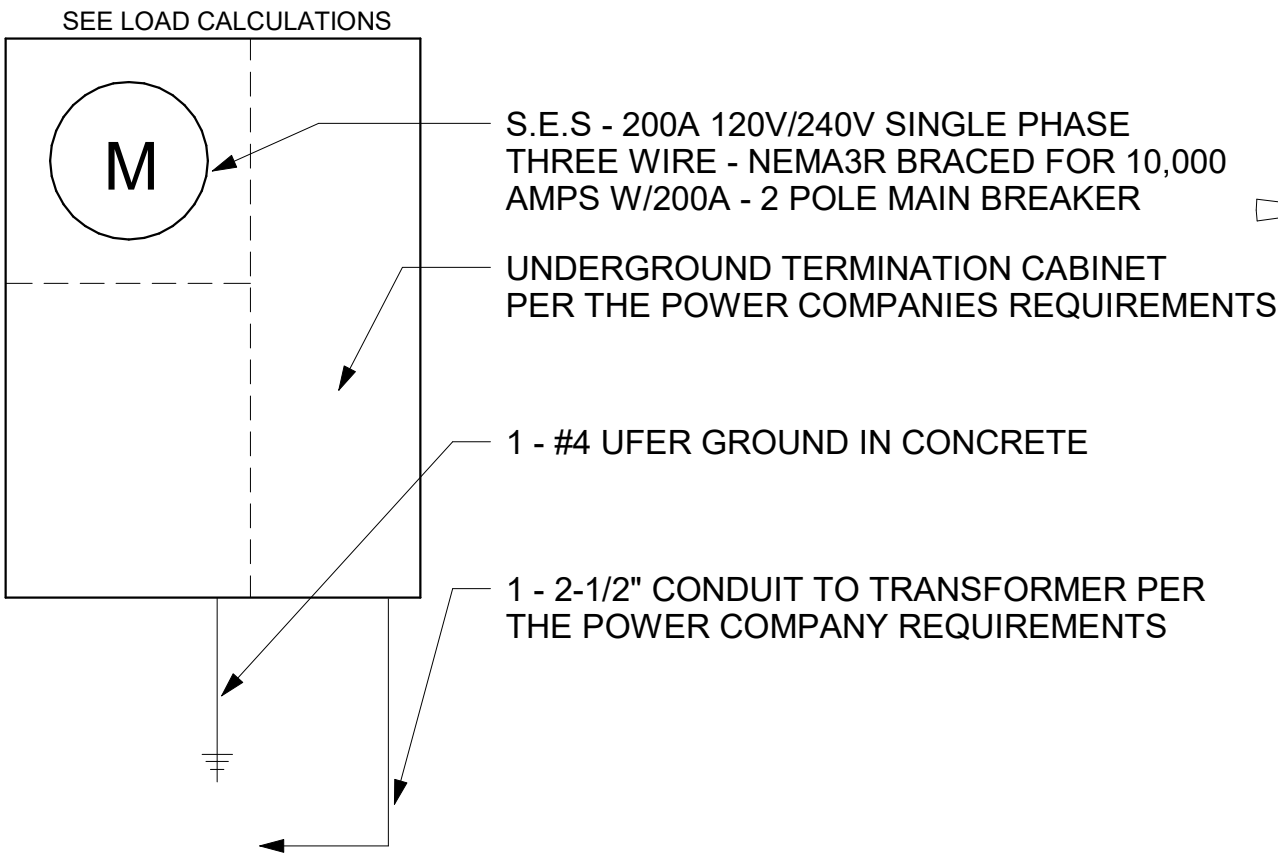 SEE LOAD CALCULATIONS
M
S.E.S - 200A 120V/240V SINGLE PHASE
THREE WIRE - NEMA3R BRACED FOR 10,000
AMPS W/200A - 2 POLE MAIN BREAKER
UNDERGROUND TERMINATION CABINET
PER THE POWER COMPANIES REQUIREMENTS
1 - #4 UFER GROUND IN CONCRETE
1 - 2-1/2" CONDUIT TO TRANSFORMER PER
THE POWER COMPANY REQUIREMENTS